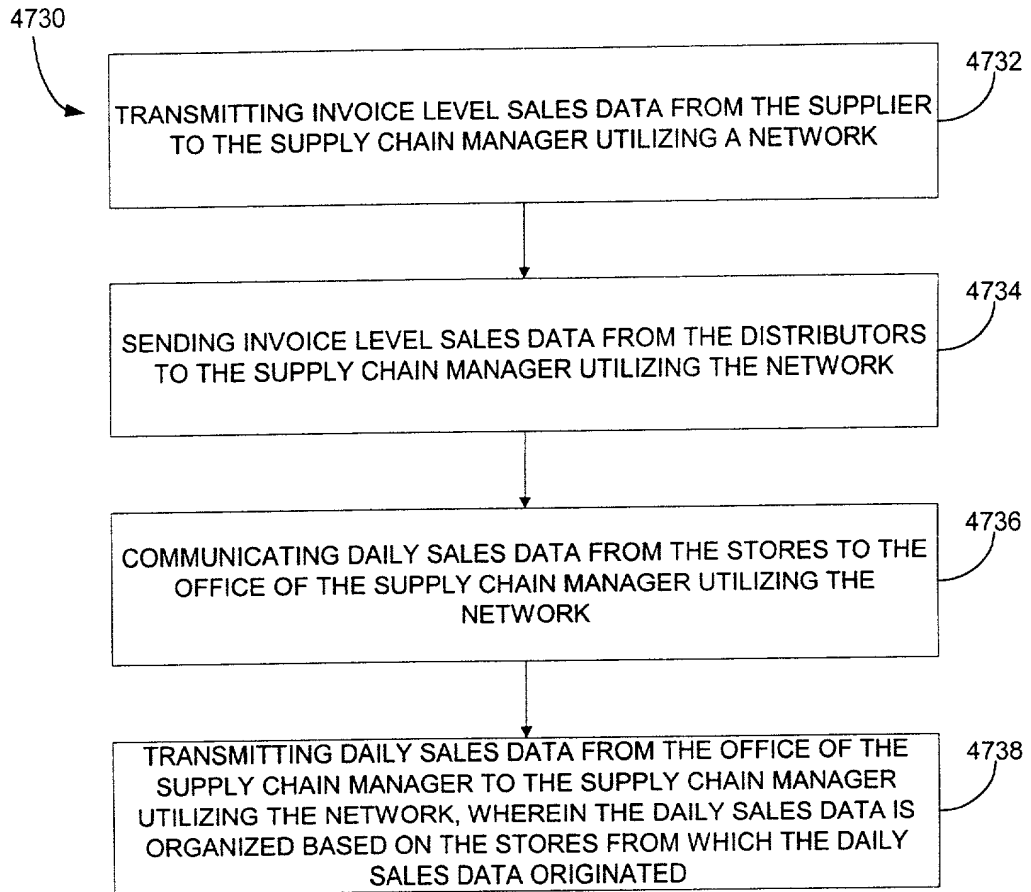 4730
4732
TRANSMITTING INVOICE LEVEL SALES DATA FROM THE SUPPLIER
TO THE SUPPLY CHAIN MANAGER UTILIZING A NETWORK
4734
SENDING INVOICE LEVEL SALES DATA FROM THE DISTRIBUTORS
TO THE SUPPLY CHAIN MANAGER UTILIZING THE NETWORK
4736
COMMUNICATING DAILY SALES DATA FROM THE STORES TO THE
OFFICE OF THE SUPPLY CHAIN MANAGER UTILIZING THE
NETWORK
4738
TRANSMITTING DAILY SALES DATA FROM THE OFFICE OF THE
SUPPLY CHAIN MANAGER TO THE SUPPLY CHAIN MANAGER
UTILIZING THE NETWORK, WHEREIN THE DAILY SALES DATA IS
ORGANIZED BASED ON THE STORES FROM WHICH THE DAILY
SALES DATA ORIGINATED